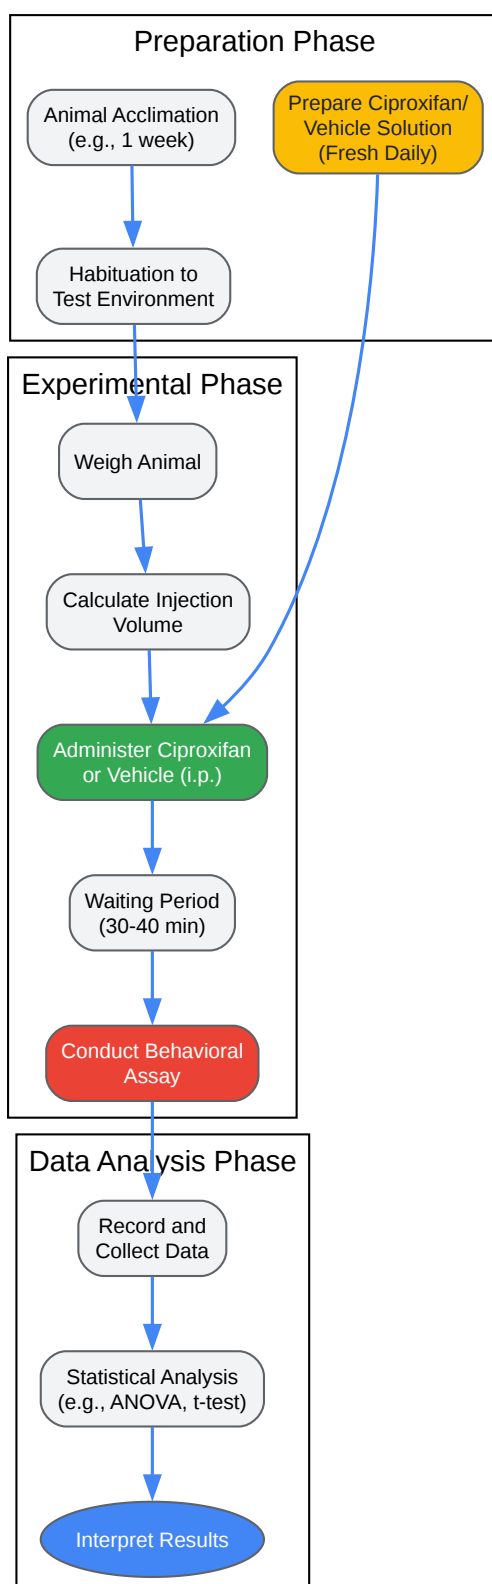 Preparation Phase
Animal Acclimation
(e.g., 1 week)
Prepare Ciproxifan/
Vehicle Solution
(Fresh Daily)
Habituation to
Test Environment
Experimental Phase
Weigh Animal
Calculate Injection
Volume
Administer Ciproxifan
or Vehicle (i.p.)
Waiting Period
(30-40 min)
Conduct Behavioral
Assay
Data Analysis Phase
Record and
Collect Data
Statistical Analysis
(e.g., ANOVA, t-test)
Interpret Results